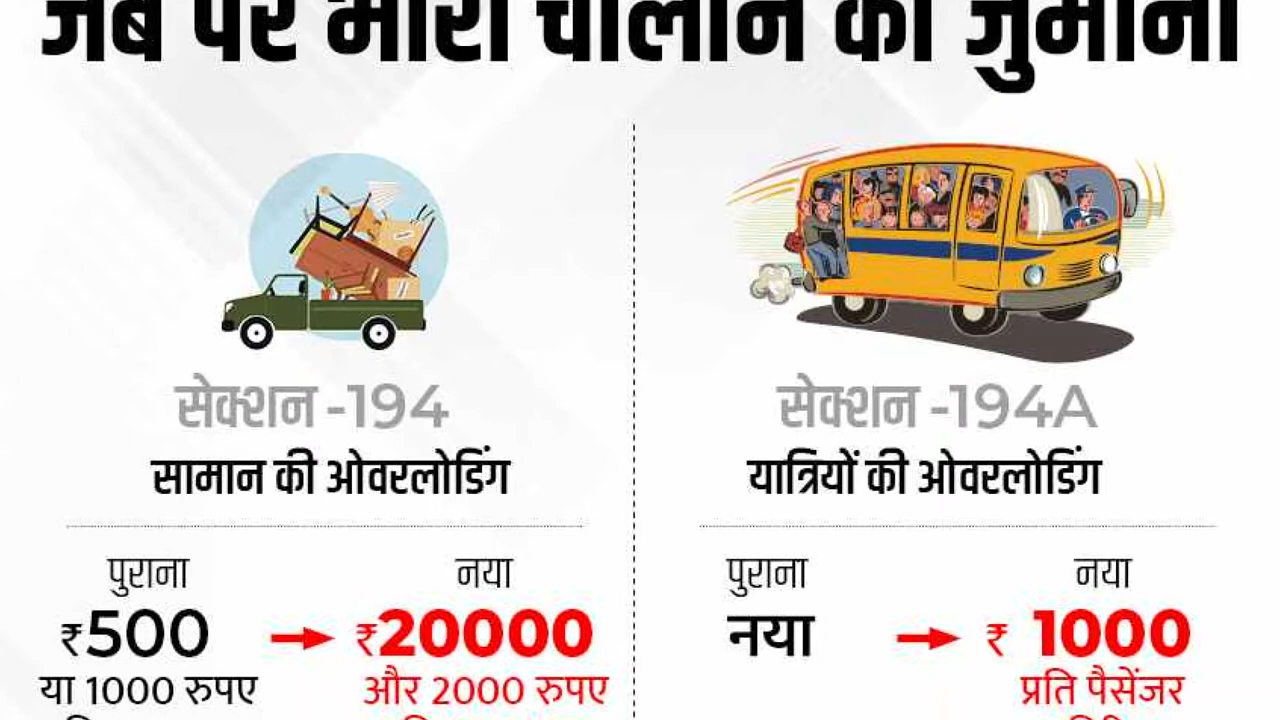 जेब पर भारी चालान का जुर्माना
सेक्शन -194
सामान की ओवरलोडिंग
पुराना
नया
₹500
₹20000
या 1000 रुपए
और 2000 रुपए
सेक्शन -194A
यात्रियों की ओवरलोडिंग
पुराना
नया
नया
₹ 1000
प्रति पैसेंजर